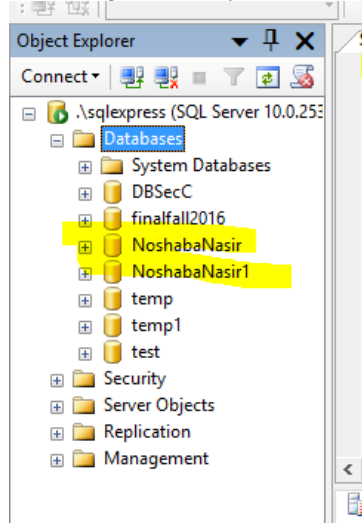 Object Explorer
Connect
.\sqlexpress (SQL Server 10.0.253
Databases
System Databases
DBSecC
finalfall2016
NoshabaNasir
NoshabaNasir1
temp
temp1
test
Security
Server Objects
Replication
Management